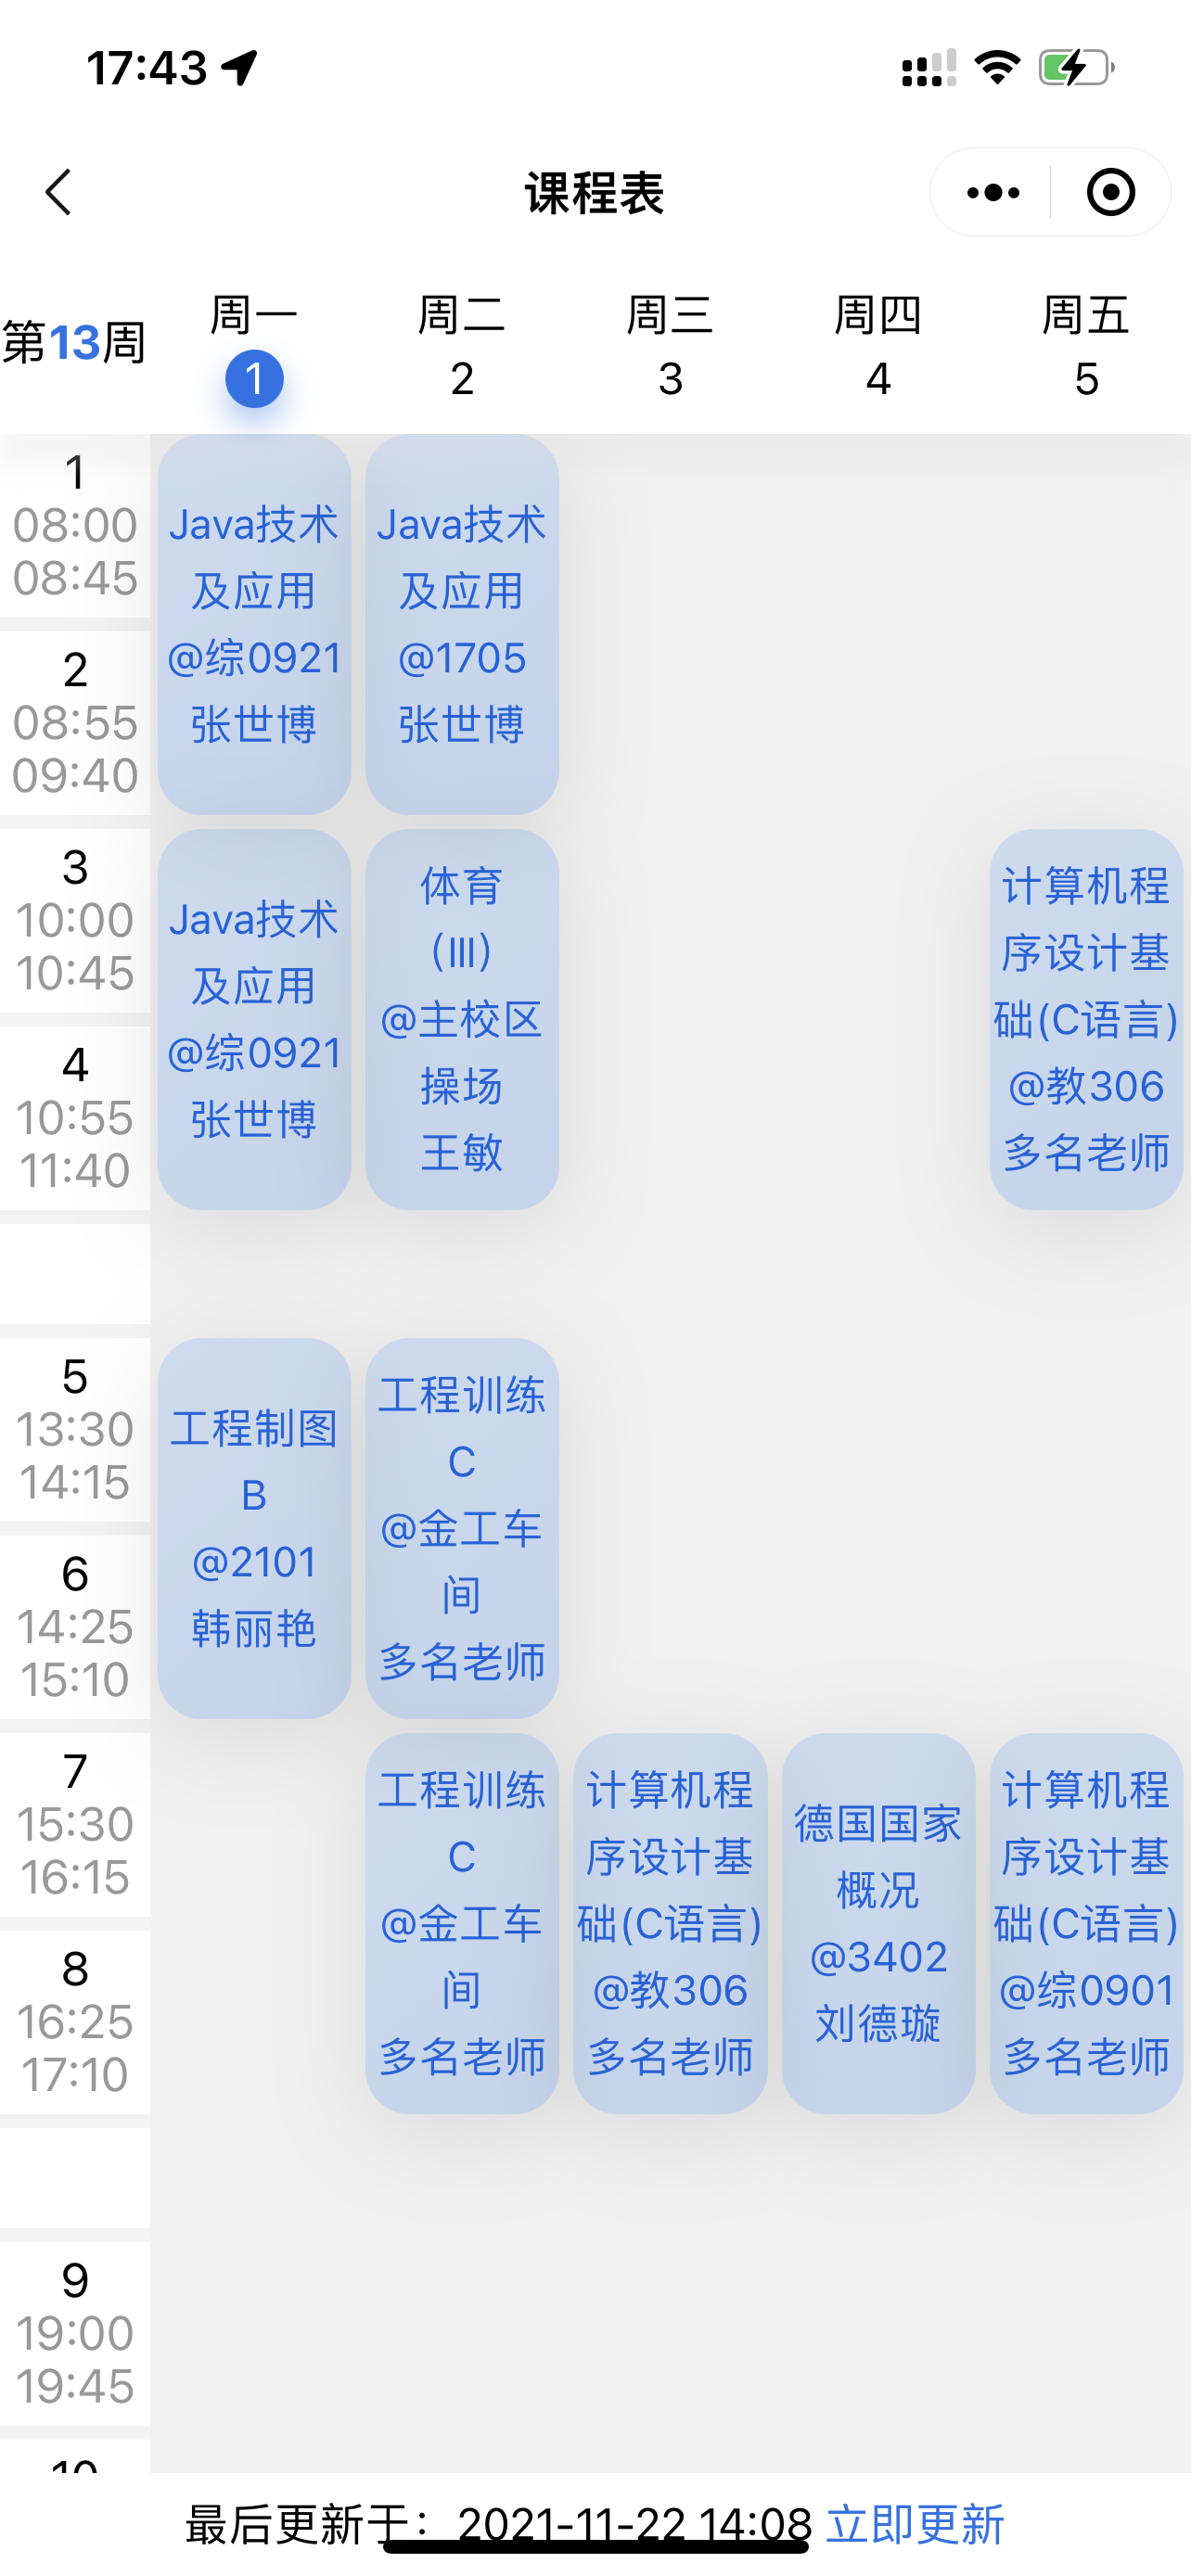 17:43
课程表
第13周
周一
周二
周三
周四
周五
1
2
3
4
5
1
08:00
08:45
Java技术
及应用
@综0921
张世博
Java技术
及应用
@1705
张世博
2
08:55
09:40
3
10:00
10:45
Java技术
及应用
@综0921
张世博
体育
(III)
@主校区
操场
王敏
计算机程
序设计基
础(C语言)
@教306
多名老师
4
10:55
11:40
5
13:30
14:15
工程制图
B
@2101
韩丽艳
工程训练
C
@金工车
间
多名老师
6
14:25
15:10
7
15:30
16:15
工程训练
C
@金工车
间
多名老师
计算机程
序设计基
础(C语言)
@教306
多名老师
德国国家
概况
@3402
刘德璇
计算机程
序设计基
础(C语言)
@综0901
多名老师
8
16:25
17:10
9
19:00
19:45
10
最后更新于：2021-11-22 14:08 立即更新